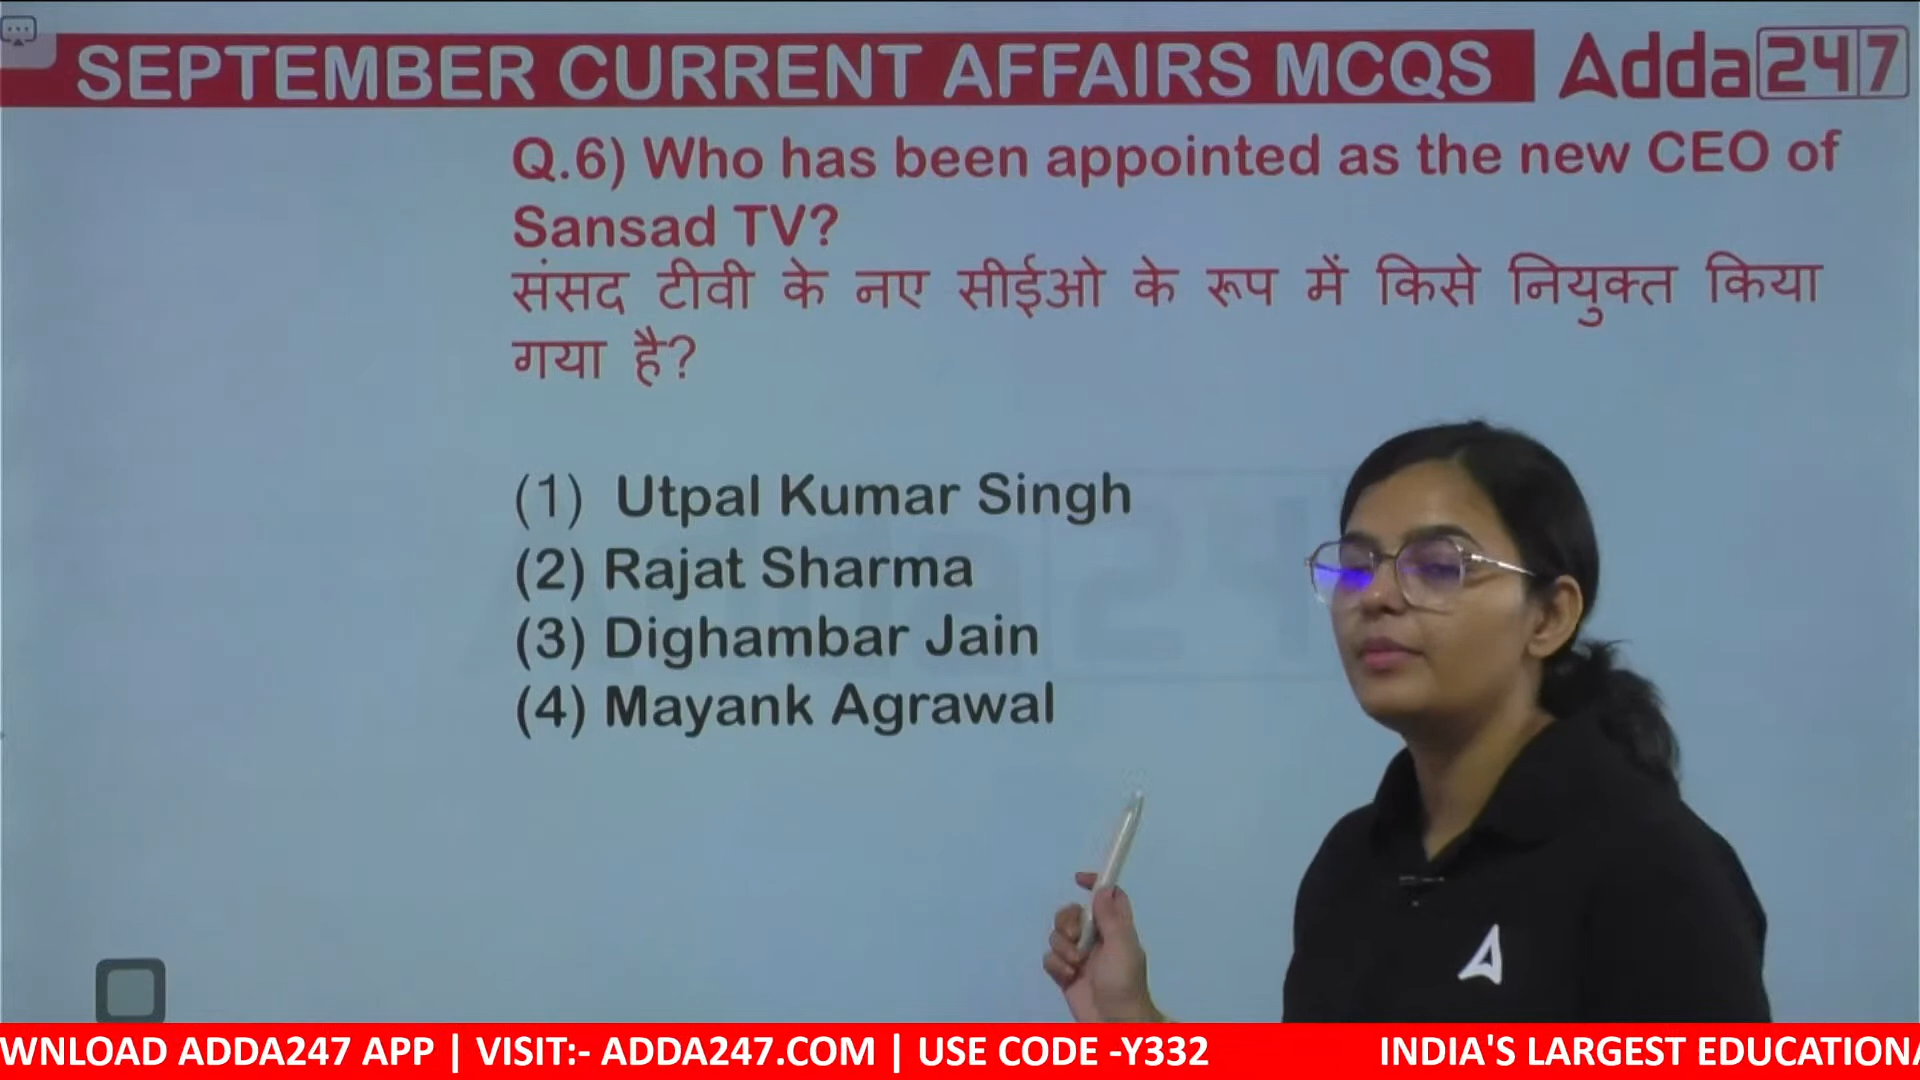 SEPTEMBER CURRENT AFFAIRS MCQS
Adda247
Q.6) Who has been appointed as the new CEO of
Sansad TV?
संसद टीवी के नए सीईओ के रूप में किसे नियुक्त किया
गया है?
(1) Utpal Kumar Singh
(2) Rajat Sharma
(3) Dighambar Jain
(4) Mayank Agrawal
WNLOAD ADDA247 APP | VISIT:- ADDA247.COM | USE CODE -Y332
INDIA'S LARGEST EDUCATIONA